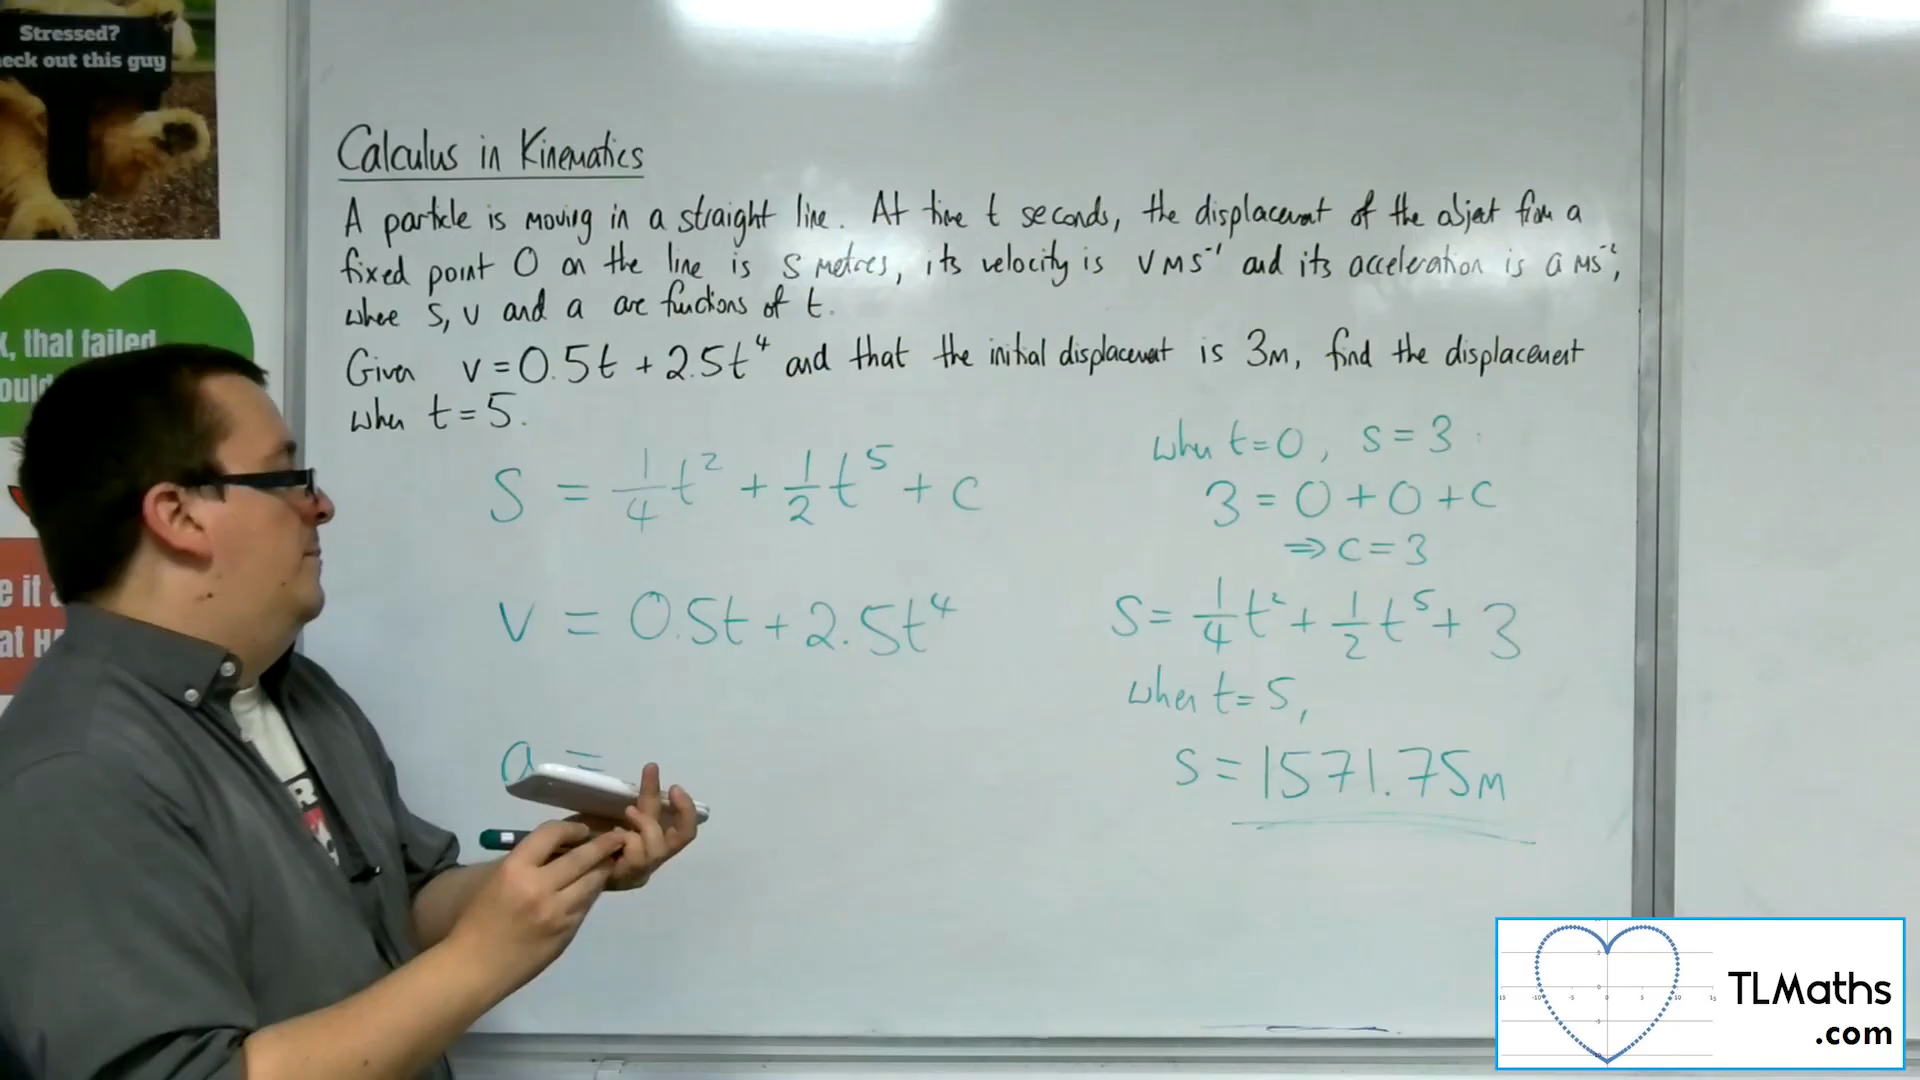 Stressed?
eck out this guy
Calculus in Kinematics
A particle is moving in a straight line. At time t seconds, the displacement of the object from a
fixed point O on the line is s metres, its velocity is v ms⁻¹ and its acceleration is a ms⁻²,
where s, v and a are functions of t.
Given v = 0.5t + 2.5t⁴ and that the initial displacement is 3m, find the displacement
when t = 5.
S = 1/4 t² + 1/2 t⁵ + c
v = 0.5t + 2.5t⁴
a =
when t=0, s = 3
3 = 0 + 0 + c
⇒ c = 3
S = 1/4 t² + 1/2 t⁵ + 3
when t = 5,
s = 1571.75m
, that failed
TLMaths
.com